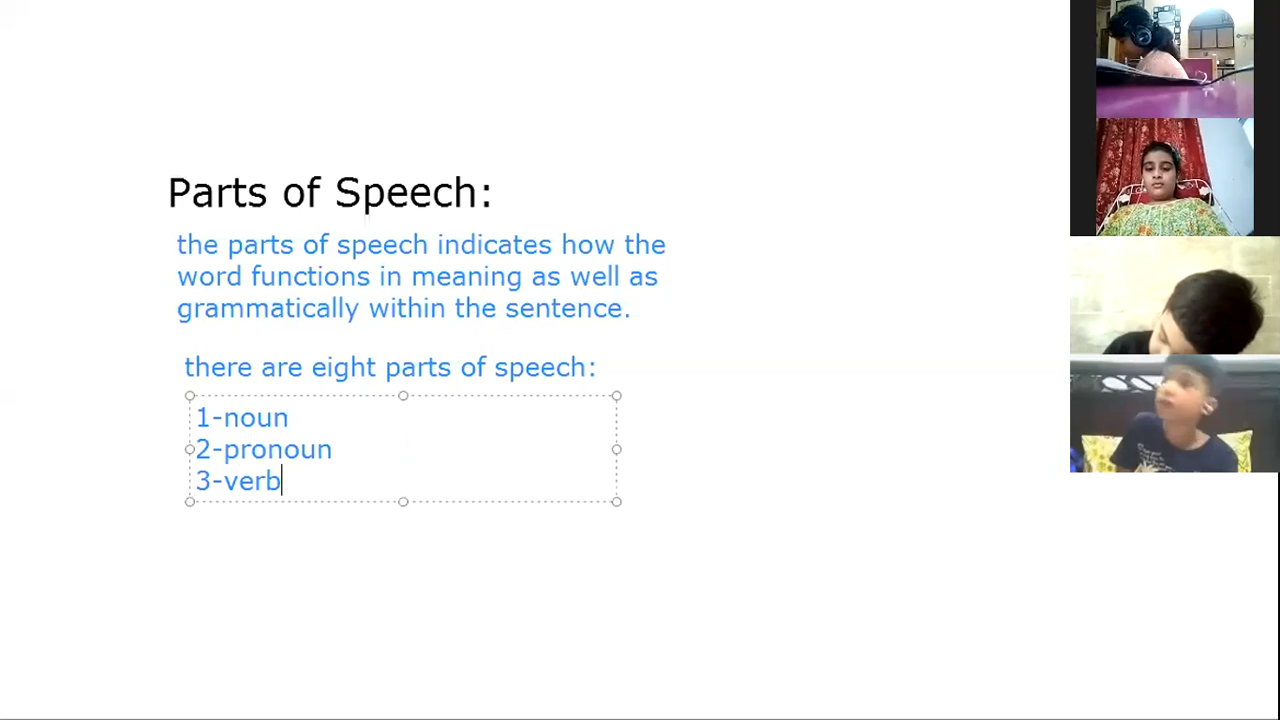 Parts of Speech:
the parts of speech indicates how the
word functions in meaning as well as
grammatically within the sentence.
there are eight parts of speech:
1-noun
2-pronoun
3-verb